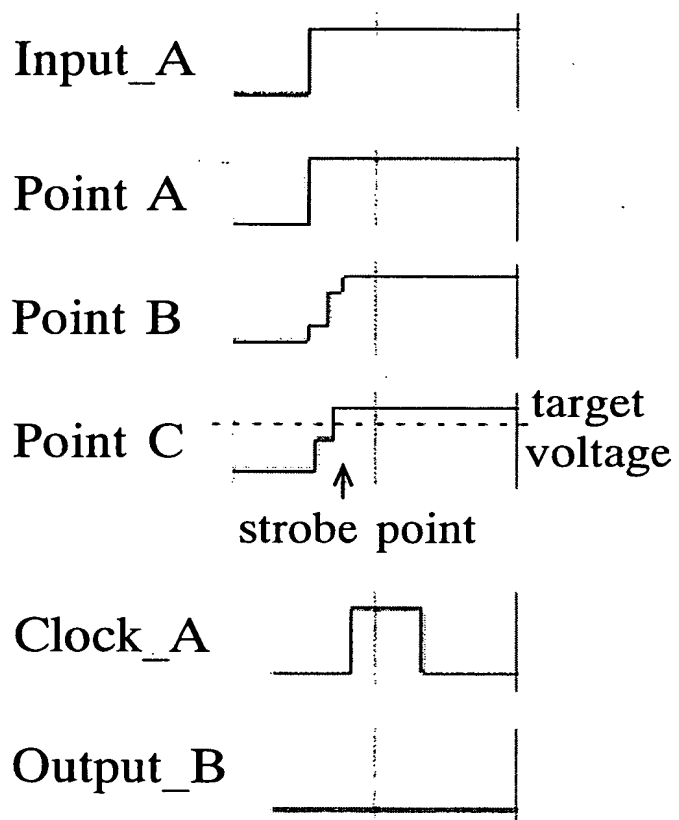 Input_A
Point A
Point B
Point C
target
voltage
strobe point
Clock_A
Output_B